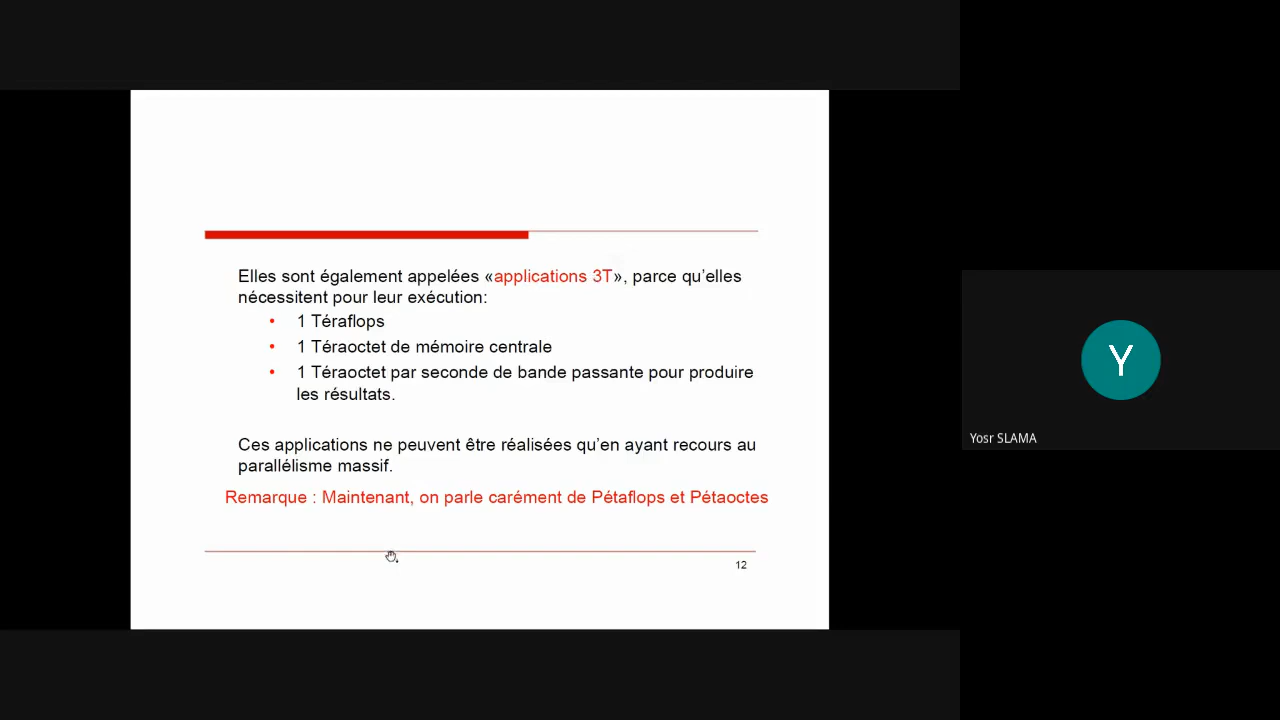 Elles sont également appelées «applications 3T», parce qu'elles
nécessitent pour leur exécution:
• 1 Téraflops
• 1 Téraoctet de mémoire centrale
• 1 Téraoctet par seconde de bande passante pour produire
les résultats.
Ces applications ne peuvent être réalisées qu'en ayant recours au
parallélisme massif.
Remarque : Maintenant, on parle carément de Pétaflops et Pétaoctes
12
Y
Yosr SLAMA